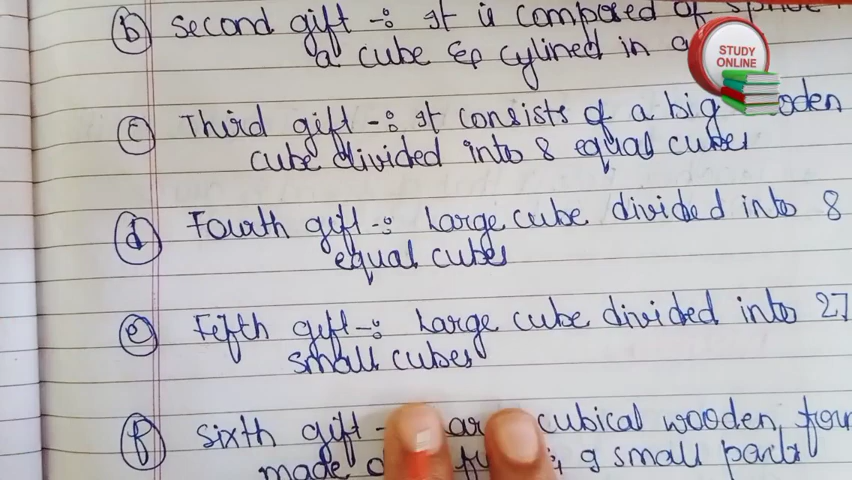 b Second gift -: It is composed of
a cube & cylined in a
STUDY
ONLINE
c Third gift -: It consists of a big
cube divided into 8 equal cubes
d Fourth gift -: Large cube divided into 8
equal cubes
e Fifth gift -: Large cube divided into 27
small cubes
f Sixth gift - cubical wooden
made 9 small parts